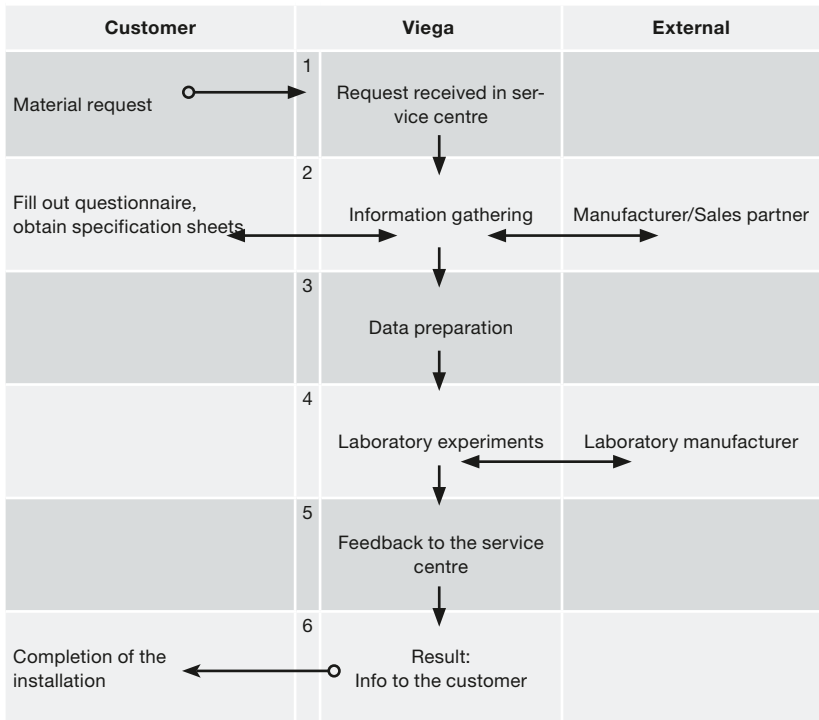 Customer
Viega
External
1
Material request
Request received in ser-
vice centre
2
Fill out questionnaire,
obtain specification sheets
Information gathering
Manufacturer/Sales partner
3
Data preparation
4
Laboratory experiments
Laboratory manufacturer
5
Feedback to the service
centre
6
Completion of the
installation
Result:
Info to the customer